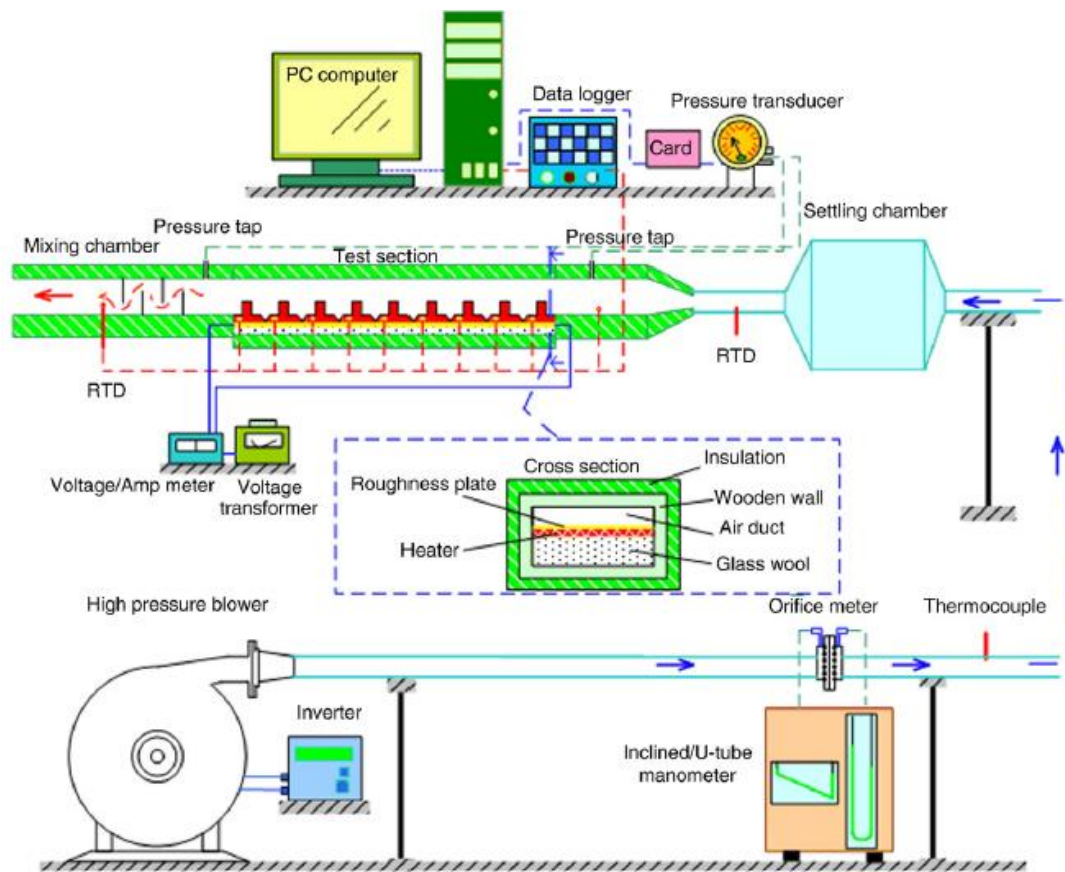 PC computer
Data logger
Pressure transducer
Card
Settling chamber
Pressure tap
Mixing chamber
Test section
Pressure tap
RTD
RTD
Voltage/Amp meter
Voltage
transformer
Cross section
Insulation
Roughness plate
Wooden wall
Air duct
Heater
Glass wool
High pressure blower
Orifice meter
Thermocouple
Inverter
Inclined/U-tube
manometer